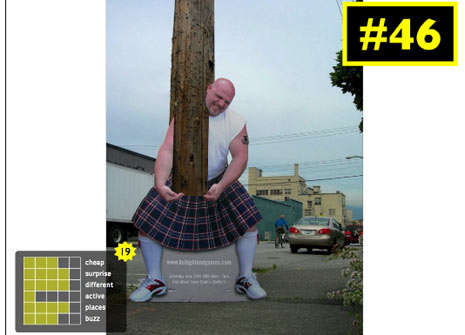 #46
19
cheap
surprise
different
active
places
buzz
www.bchighlandgames.com